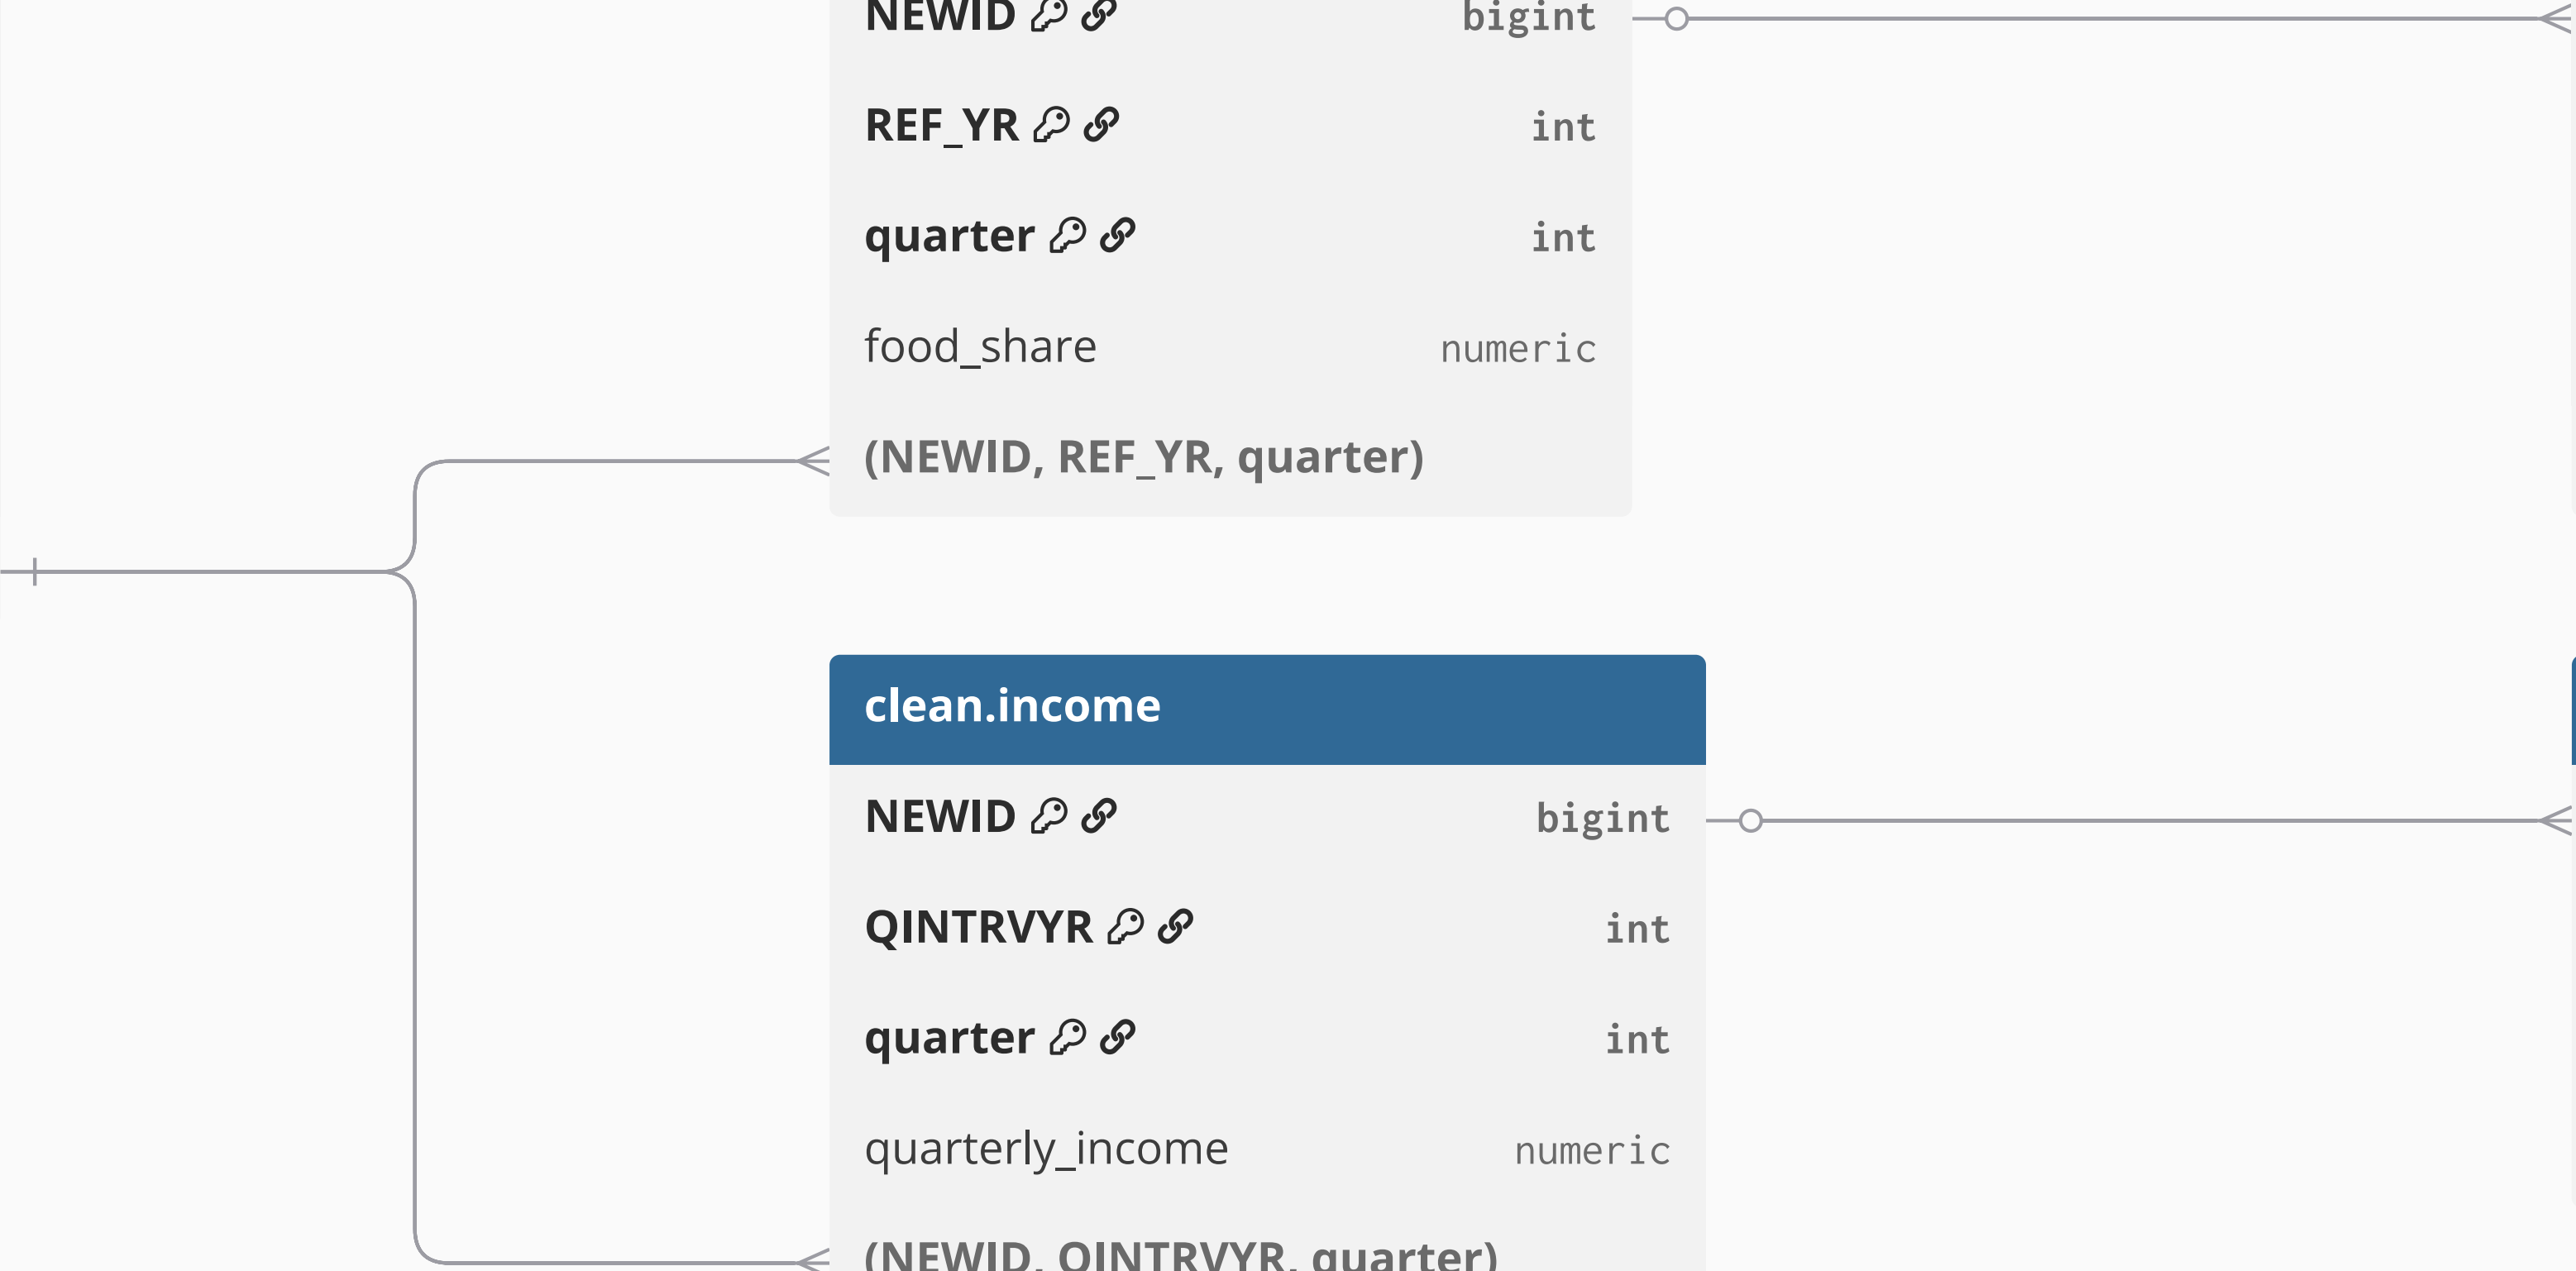 NEWID bigint
REF_YR int
quarter int
food_share numeric
(NEWID, REF_YR, quarter)
clean.income
NEWID bigint
QINTRVYR int
quarter int
quarterly_income numeric
(NEWID, QINTRVYR, quarter)